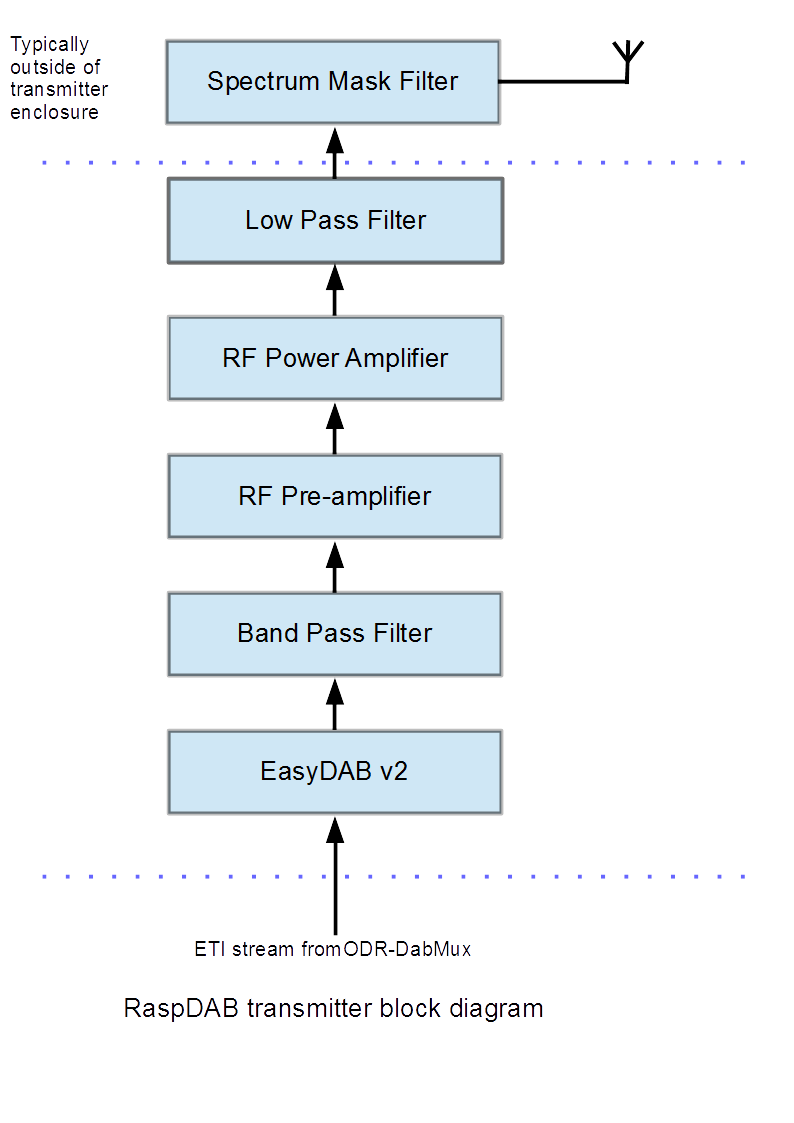 Typically
outside of
transmitter
enclosure
Spectrum Mask Filter
Low Pass Filter
RF Power Amplifier
RF Pre-amplifier
Band Pass Filter
EasyDAB v2
ETI stream fromODR-DabMux
RaspDAB transmitter block diagram